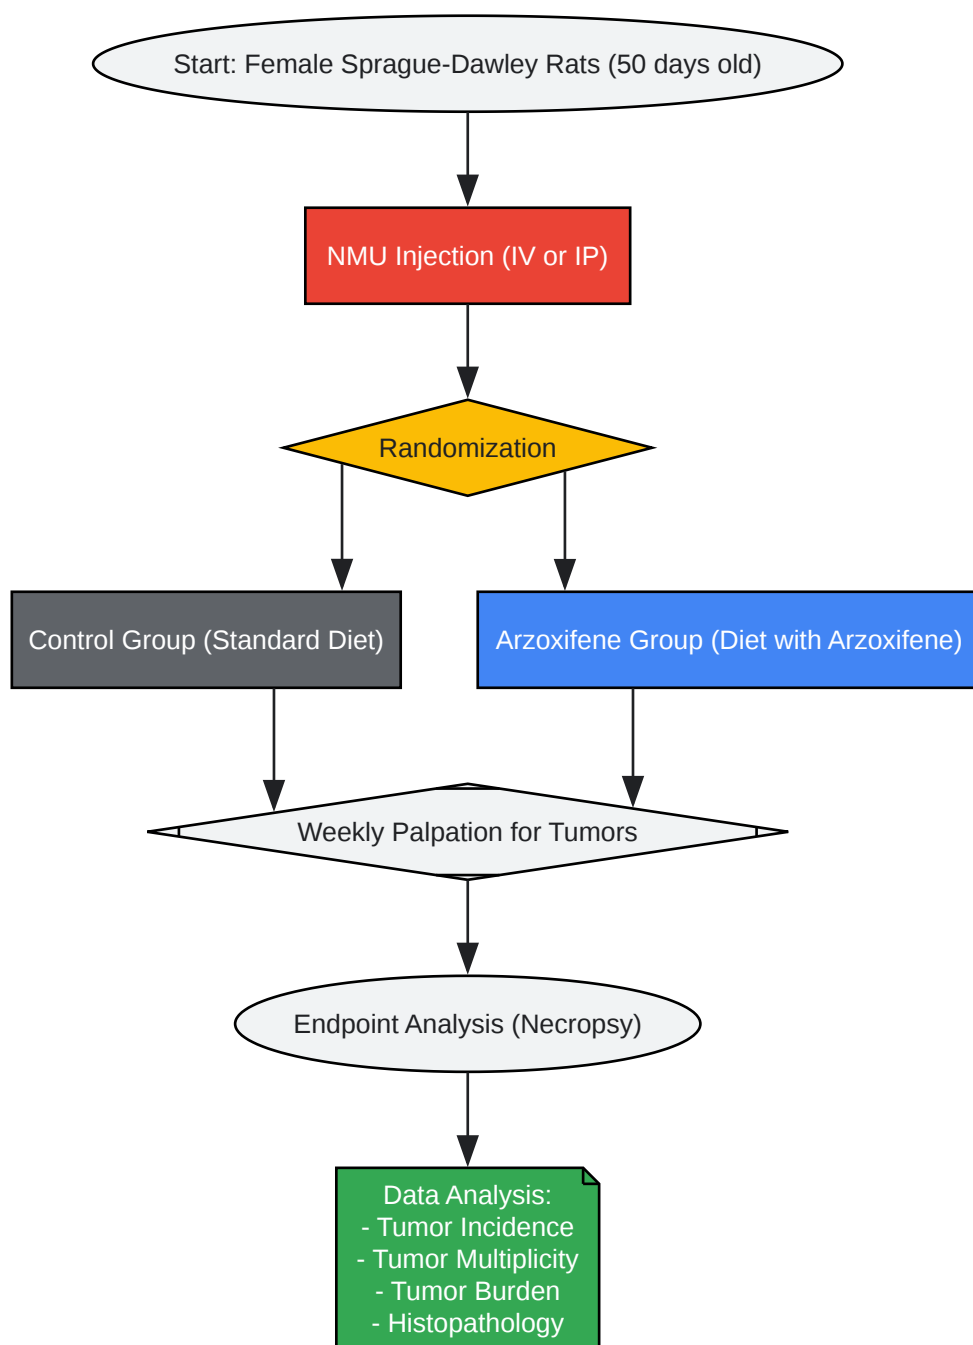 Start: Female Sprague-Dawley Rats (50 days old)
NMU Injection (IV or IP)
Randomization
Control Group (Standard Diet)
Arzoxifene Group (Diet with Arzoxifene)
Weekly Palpation for Tumors
Endpoint Analysis (Necropsy)
Data Analysis:
- Tumor Incidence
- Tumor Multiplicity
- Tumor Burden
- Histopathology